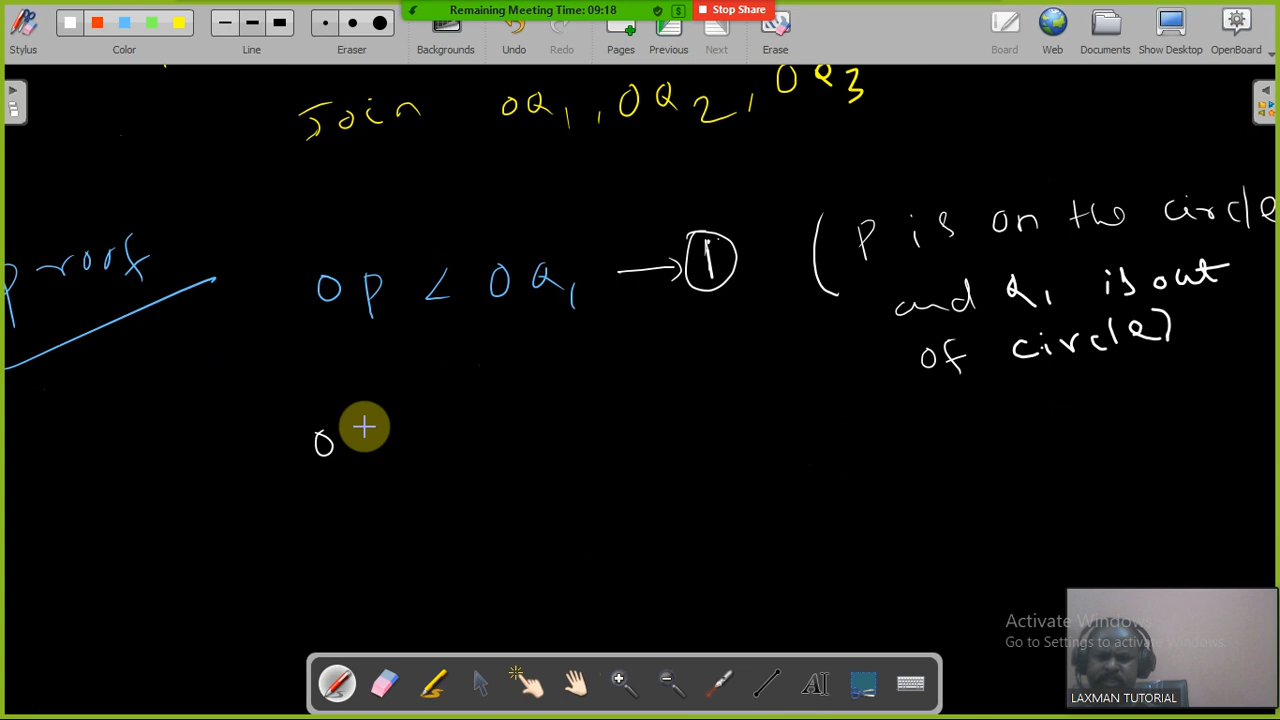 Remaining Meeting Time: 09:18 Stop Share
Stylus Color Line Eraser Backgrounds Undo Redo Pages Previous Next Erase Board Web Documents Show Desktop OpenBoard
Join OQ1, OQ2, OQ3
proof OP < OQ1 → 1 (P is on the circle
and Q1 is out
of circle)
O
Activate Windows
Go to Settings to activate Windows.
LAXMAN TUTORIAL